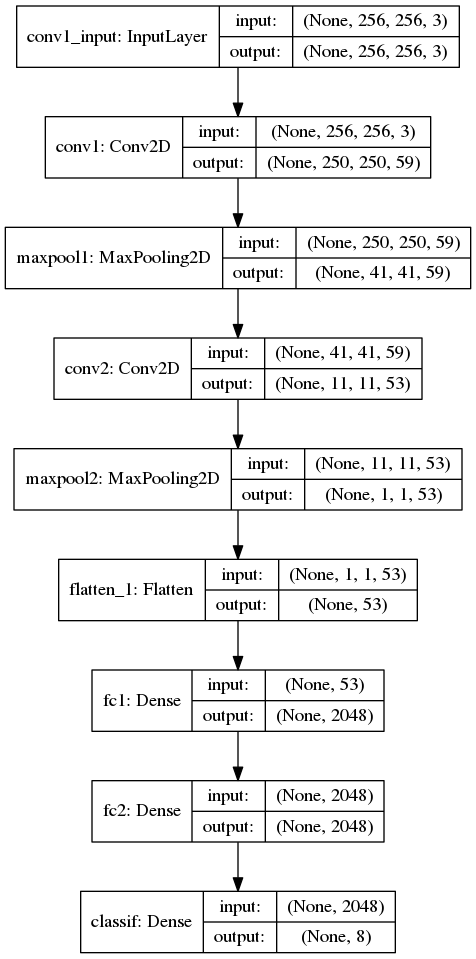 conv1_input: InputLayer
input: (None, 256, 256, 3)
output: (None, 256, 256, 3)
conv1: Conv2D
input: (None, 256, 256, 3)
output: (None, 250, 250, 59)
maxpool1: MaxPooling2D
input: (None, 250, 250, 59)
output: (None, 41, 41, 59)
conv2: Conv2D
input: (None, 41, 41, 59)
output: (None, 11, 11, 53)
maxpool2: MaxPooling2D
input: (None, 11, 11, 53)
output: (None, 1, 1, 53)
flatten_1: Flatten
input: (None, 1, 1, 53)
output: (None, 53)
fc1: Dense
input: (None, 53)
output: (None, 2048)
fc2: Dense
input: (None, 2048)
output: (None, 2048)
classif: Dense
input: (None, 2048)
output: (None, 8)